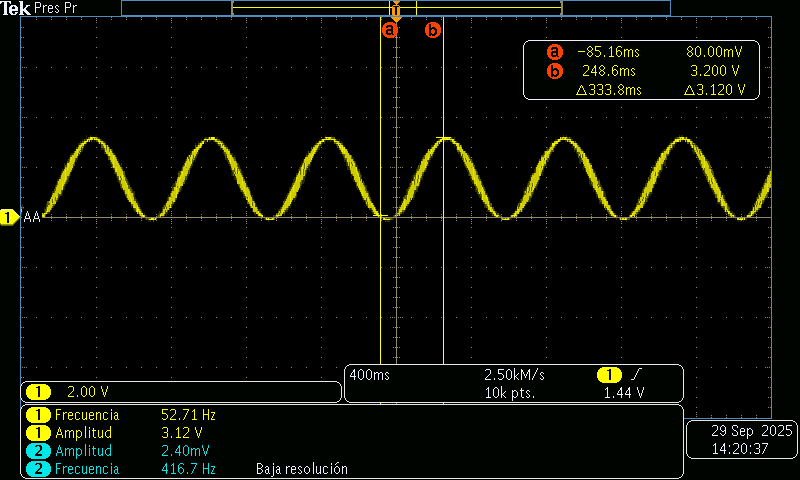 Tek Pres Pr
a b
a −85.16ms 80.00mV
b 248.6ms 3.200 V
△333.8ms △3.120 V
1 AA
400ms 2.50kM/s 1
10k pts. 1.44 V
1 2.00 V
1 Frecuencia 52.71 Hz
1 Amplitud 3.12 V
2 Amplitud 2.40mV
2 Frecuencia 416.7 Hz Baja resolución
29 Sep 2025
14:20:37